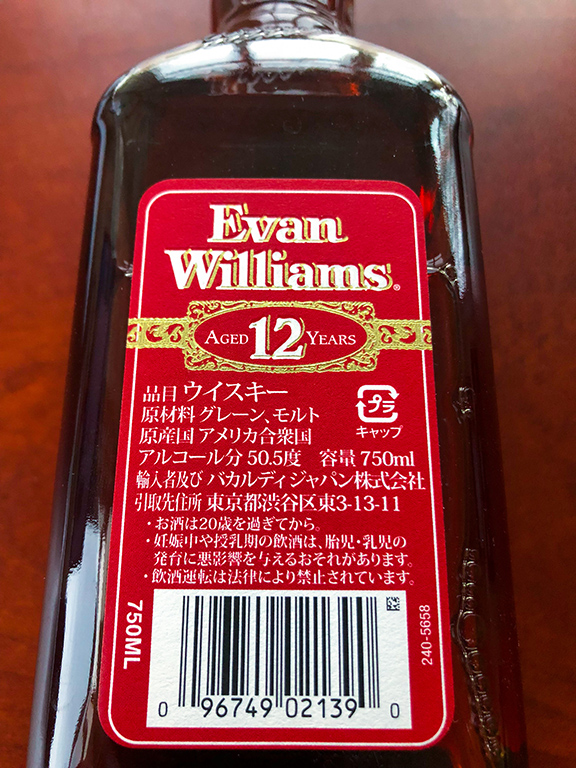 Evan
Williams®
AGED 12 YEARS
品目 ウイスキー
原材料 グレーン、モルト
原産国 アメリカ合衆国
プラ
キャップ
アルコール分 50.5度 容量 750ml
輸入者及び バカルディジャパン株式会社
引取先住所 東京都渋谷区東3-13-11
・お酒は20歳を過ぎてから。
・妊娠中や授乳期の飲酒は、胎児・乳児の
発台に悪影響を与えるおそれがあります。
・飲酒運転は法律により禁止されています。
750ML
240-5658
0 96749 02139 0